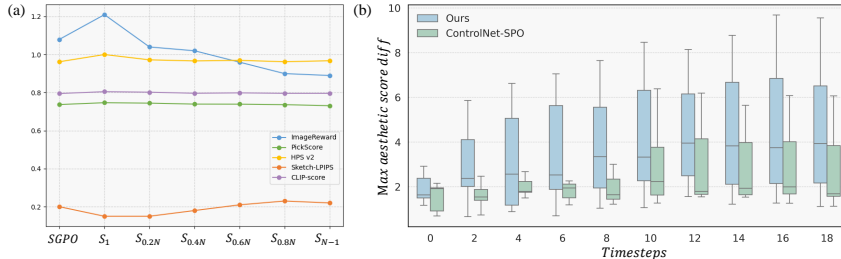 (a)
1.2
1.0
0.8
0.6
0.4
0.2
ImageReward
PickScore
HPS v2
Sketch-LPIPS
CLIP-score
SGPO S₁ S₀.₂N S₀.₄N S₀.₆N S₀.₈N S_N−1
(b)
Max aesthetic score diff
10
8
6
4
2
Ours
ControlNet-SPO
0 2 4 6 8 10 12 14 16 18
Timesteps